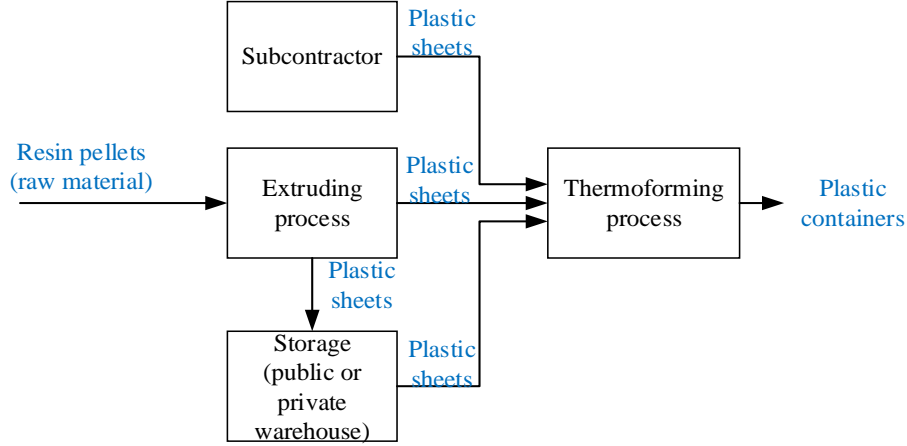 Subcontractor
Plastic
sheets
Resin pellets
(raw material)
Extruding
process
Plastic
sheets
Thermoforming
process
Plastic
containers
Plastic
sheets
Storage
(public or
private
warehouse)
Plastic
sheets